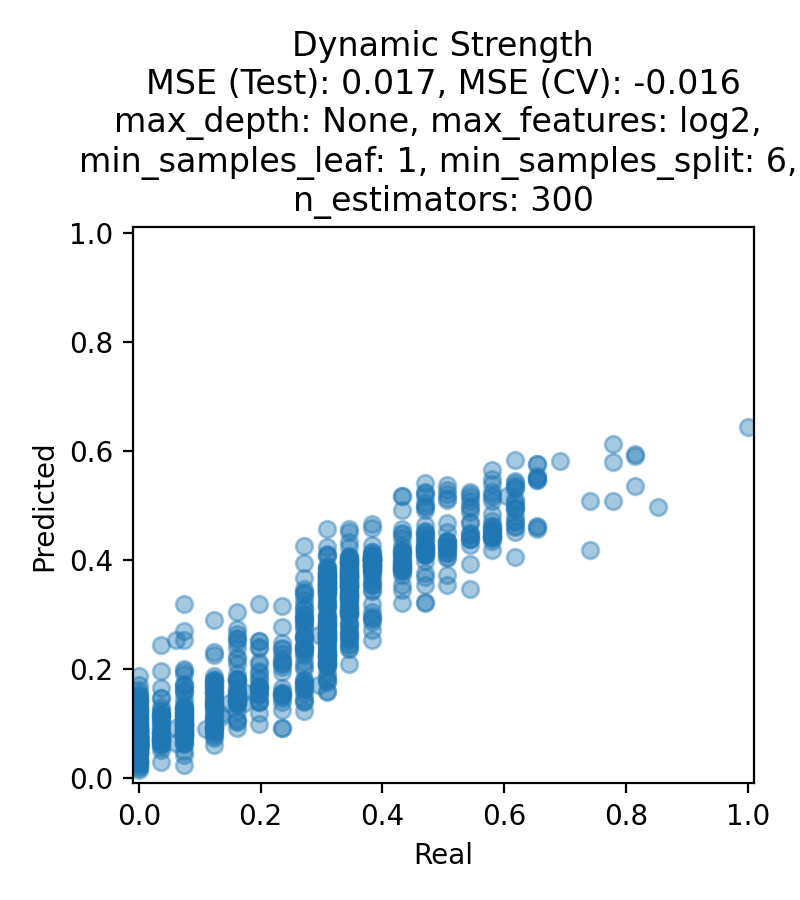 Dynamic Strength
MSE (Test): 0.017, MSE (CV): -0.016
max_depth: None, max_features: log2,
min_samples_leaf: 1, min_samples_split: 6,
n_estimators: 300
1.0
0.8
0.6
0.4
0.2
0.0
Predicted
0.0 0.2 0.4 0.6 0.8 1.0
Real